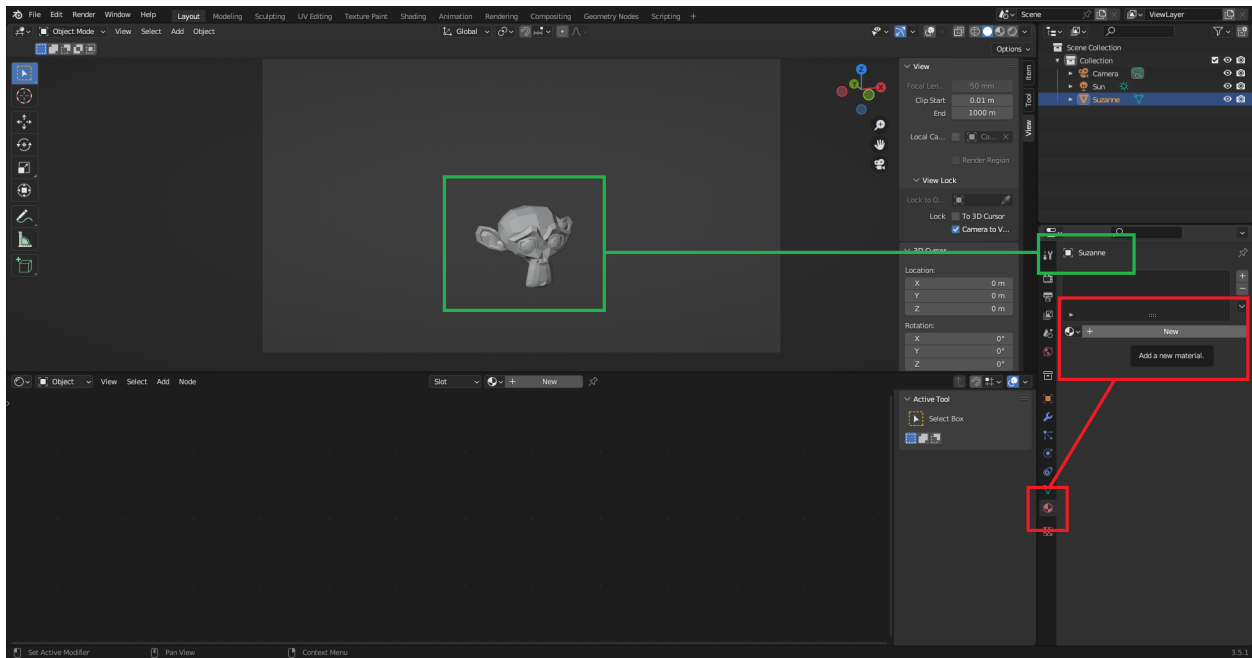 File Edit Render Window Help Layout Modeling Sculpting UV Editing Texture Paint Shading Animation Rendering Compositing Geometry Nodes Scripting + Scene ViewLayer
Object Mode View Select Add Object Global
Options
View
Focal Len... 50 mm
Clip Start 0.01 m
End 1000 m
Local Ca... Ca...
Render Region
View Lock
Lock to O...
Lock To 3D Cursor
Camera to V...
3D Cursor
Location:
X 0 m
Y 0 m
Z 0 m
Rotation:
X 0°
Y 0°
Z 0°
Item
Tool
View
Z
Y
X
Scene Collection
Collection
Camera
Sun
Suzanne
Suzanne
+ New
Add a new material.
Object View Select Add Node Slot + New
Active Tool
Select Box
Set Active Modifier Pan View Context Menu 3.5.1